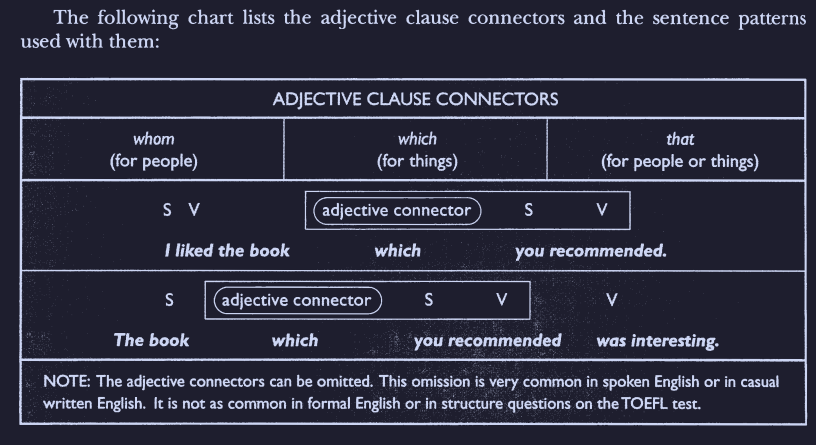 The following chart lists the adjective clause connectors and the sentence patterns
used with them:
ADJECTIVE CLAUSE CONNECTORS
whom which that
(for people) (for things) (for people or things)
S V adjective connector S V
I liked the book which you recommended.
S adjective connector S V V
The book which you recommended was interesting.
NOTE: The adjective connectors can be omitted. This omission is very common in spoken English or in casual
written English. It is not as common in formal English or in structure questions on the TOEFL test.